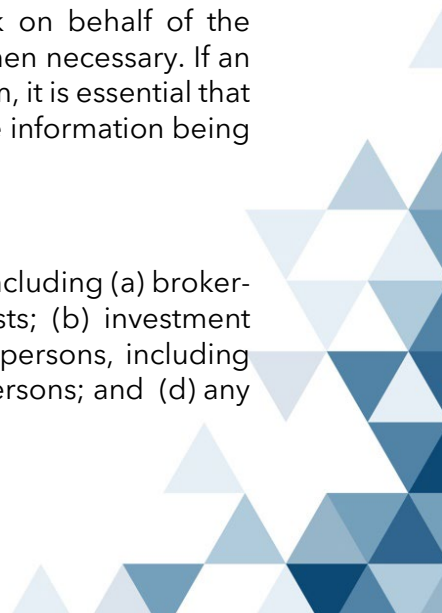 k on behalf of the
hen necessary. If an
n, it is essential that
e information being
ncluding (a) broker-
sts; (b) investment
persons, including
ersons; and (d) any